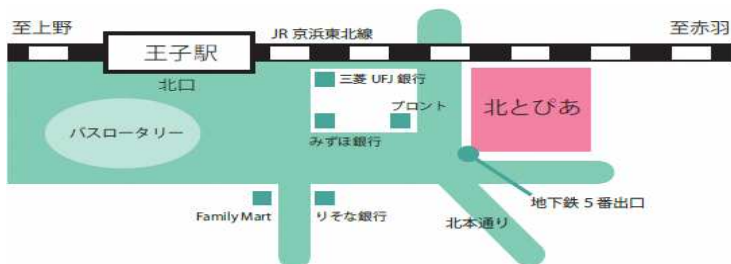 至上野
JR 京浜東北線
至赤羽
王子駅
北口
三菱 UFJ 銀行
プロント
北とぴあ
バスロータリー
みずほ銀行
地下鉄 5 番出口
Family Mart
りそな銀行
北本通り